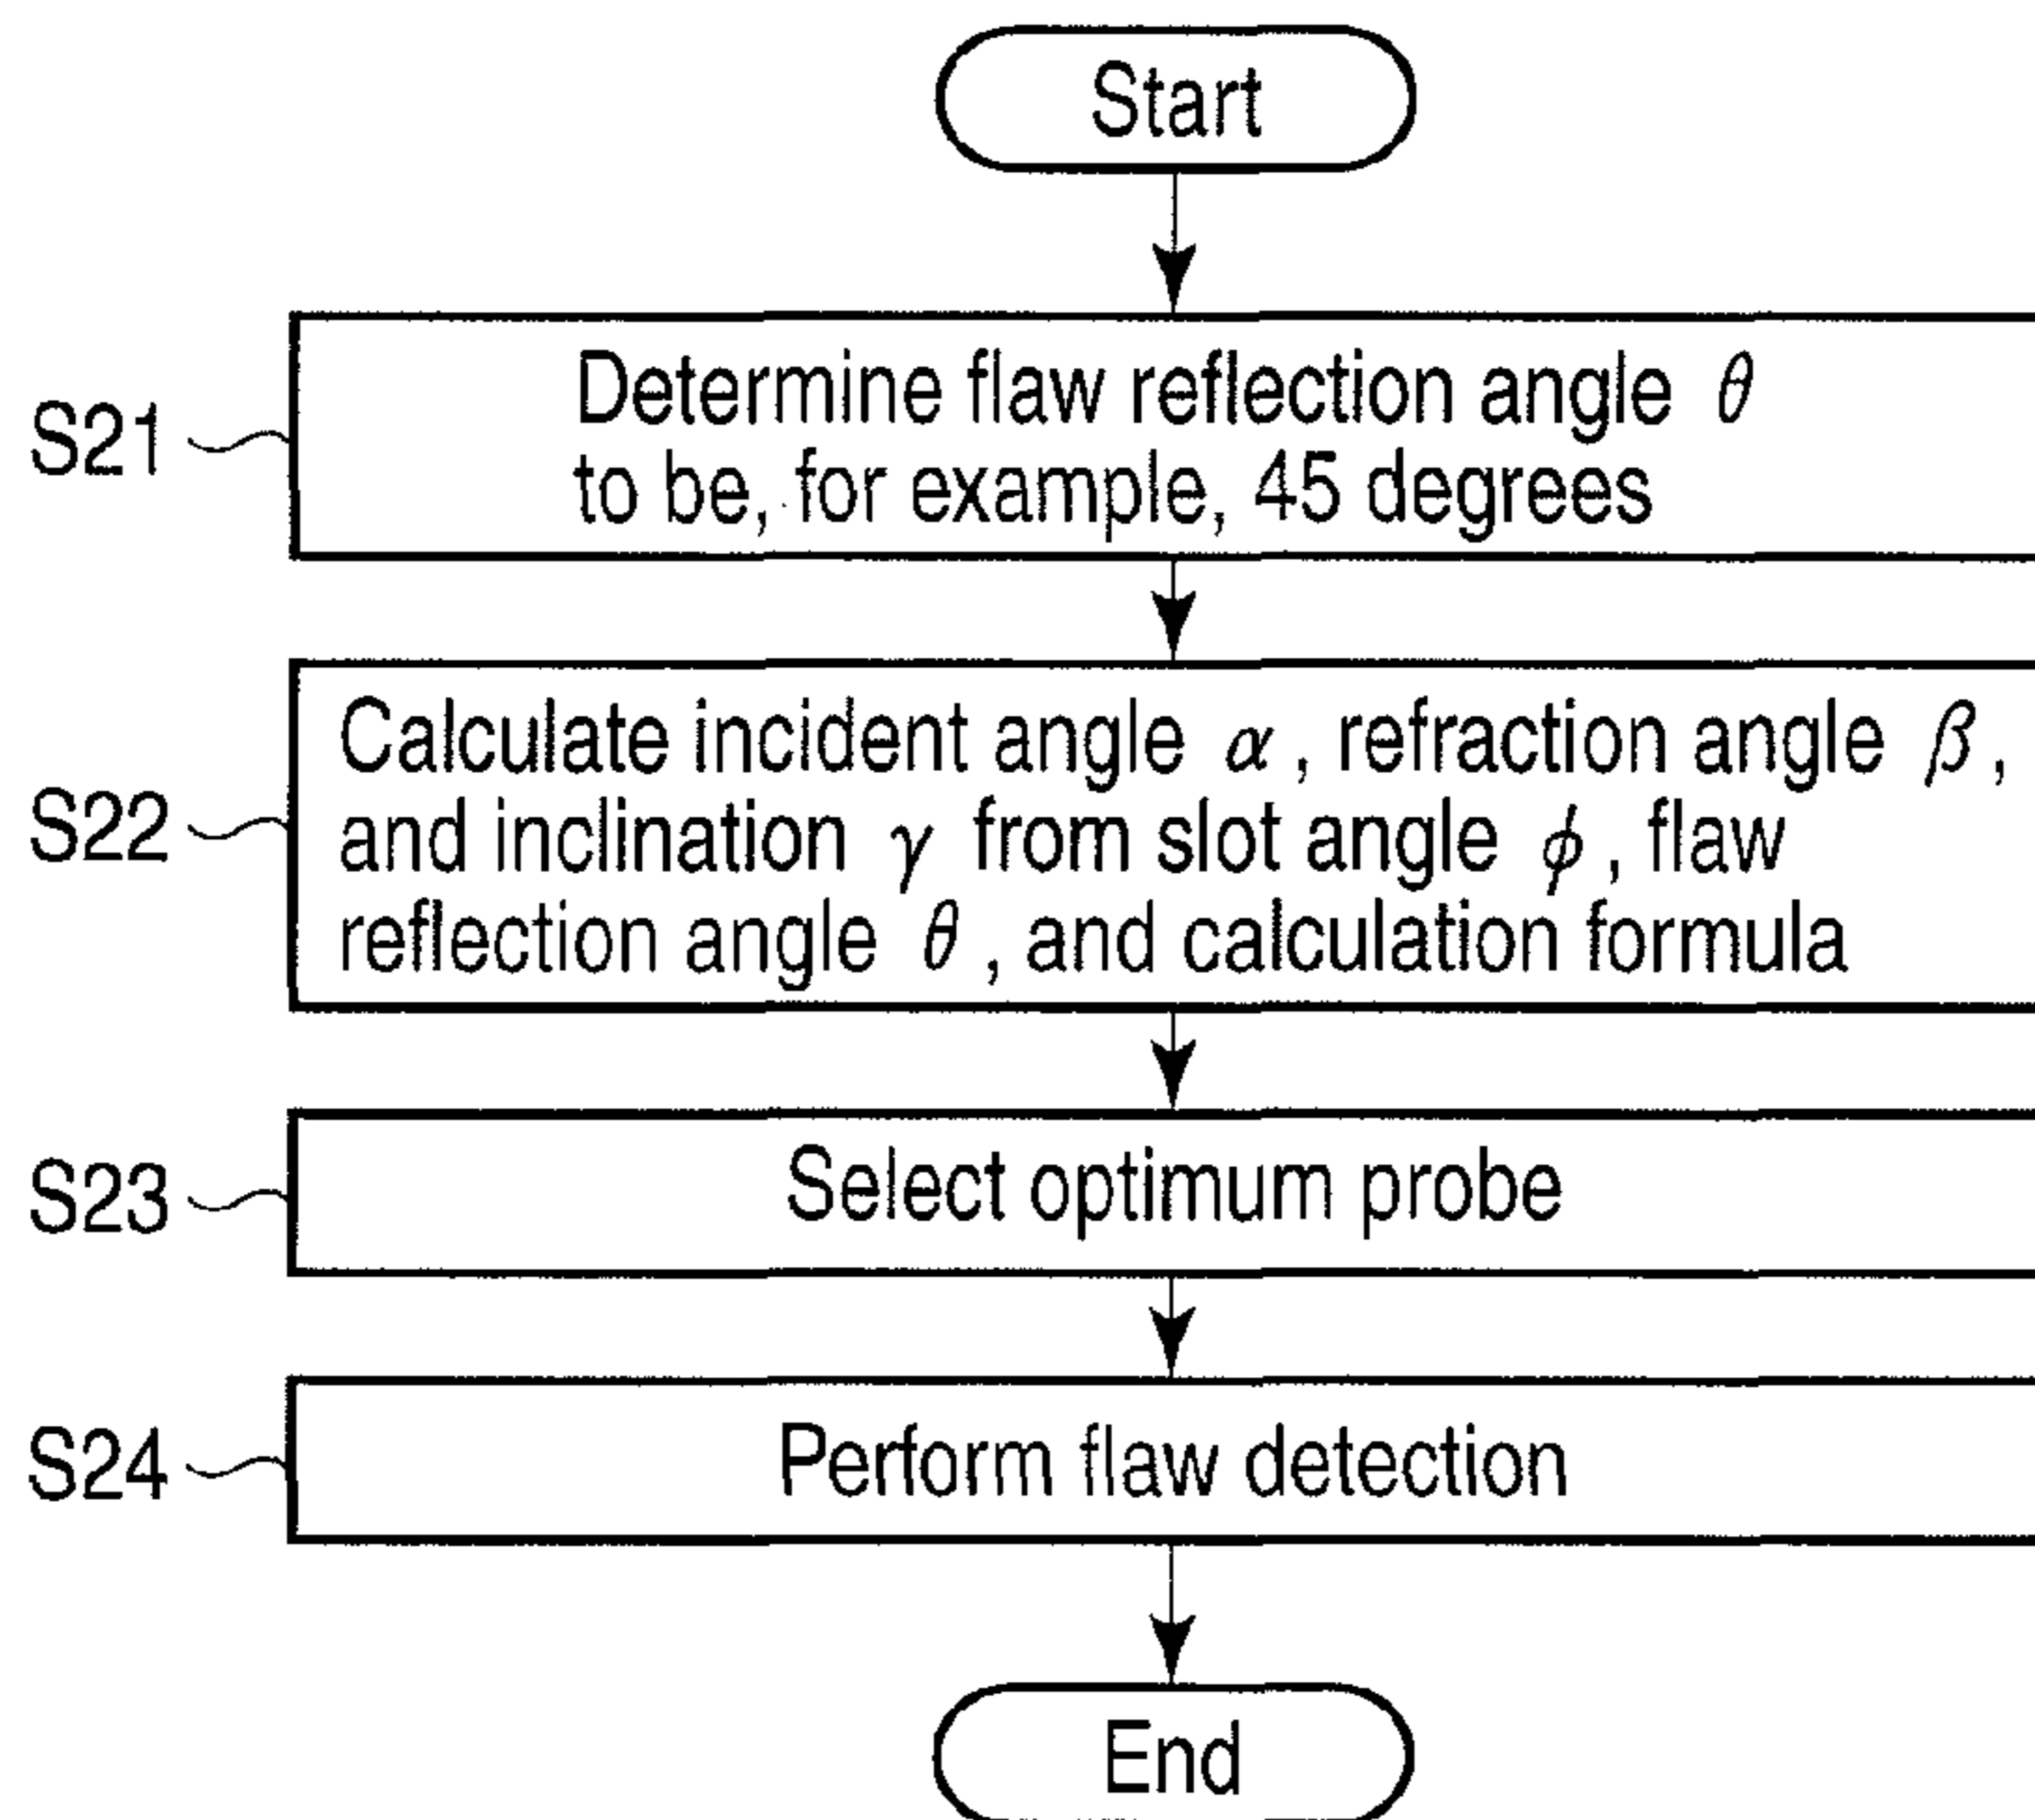 Start
S21
Determine flaw reflection angle θ
to be, for example, 45 degrees
S22
Calculate incident angle α, refraction angle β,
and inclination γ from slot angle ϕ, flaw
reflection angle θ, and calculation formula
S23
Select optimum probe
S24
Perform flaw detection
End